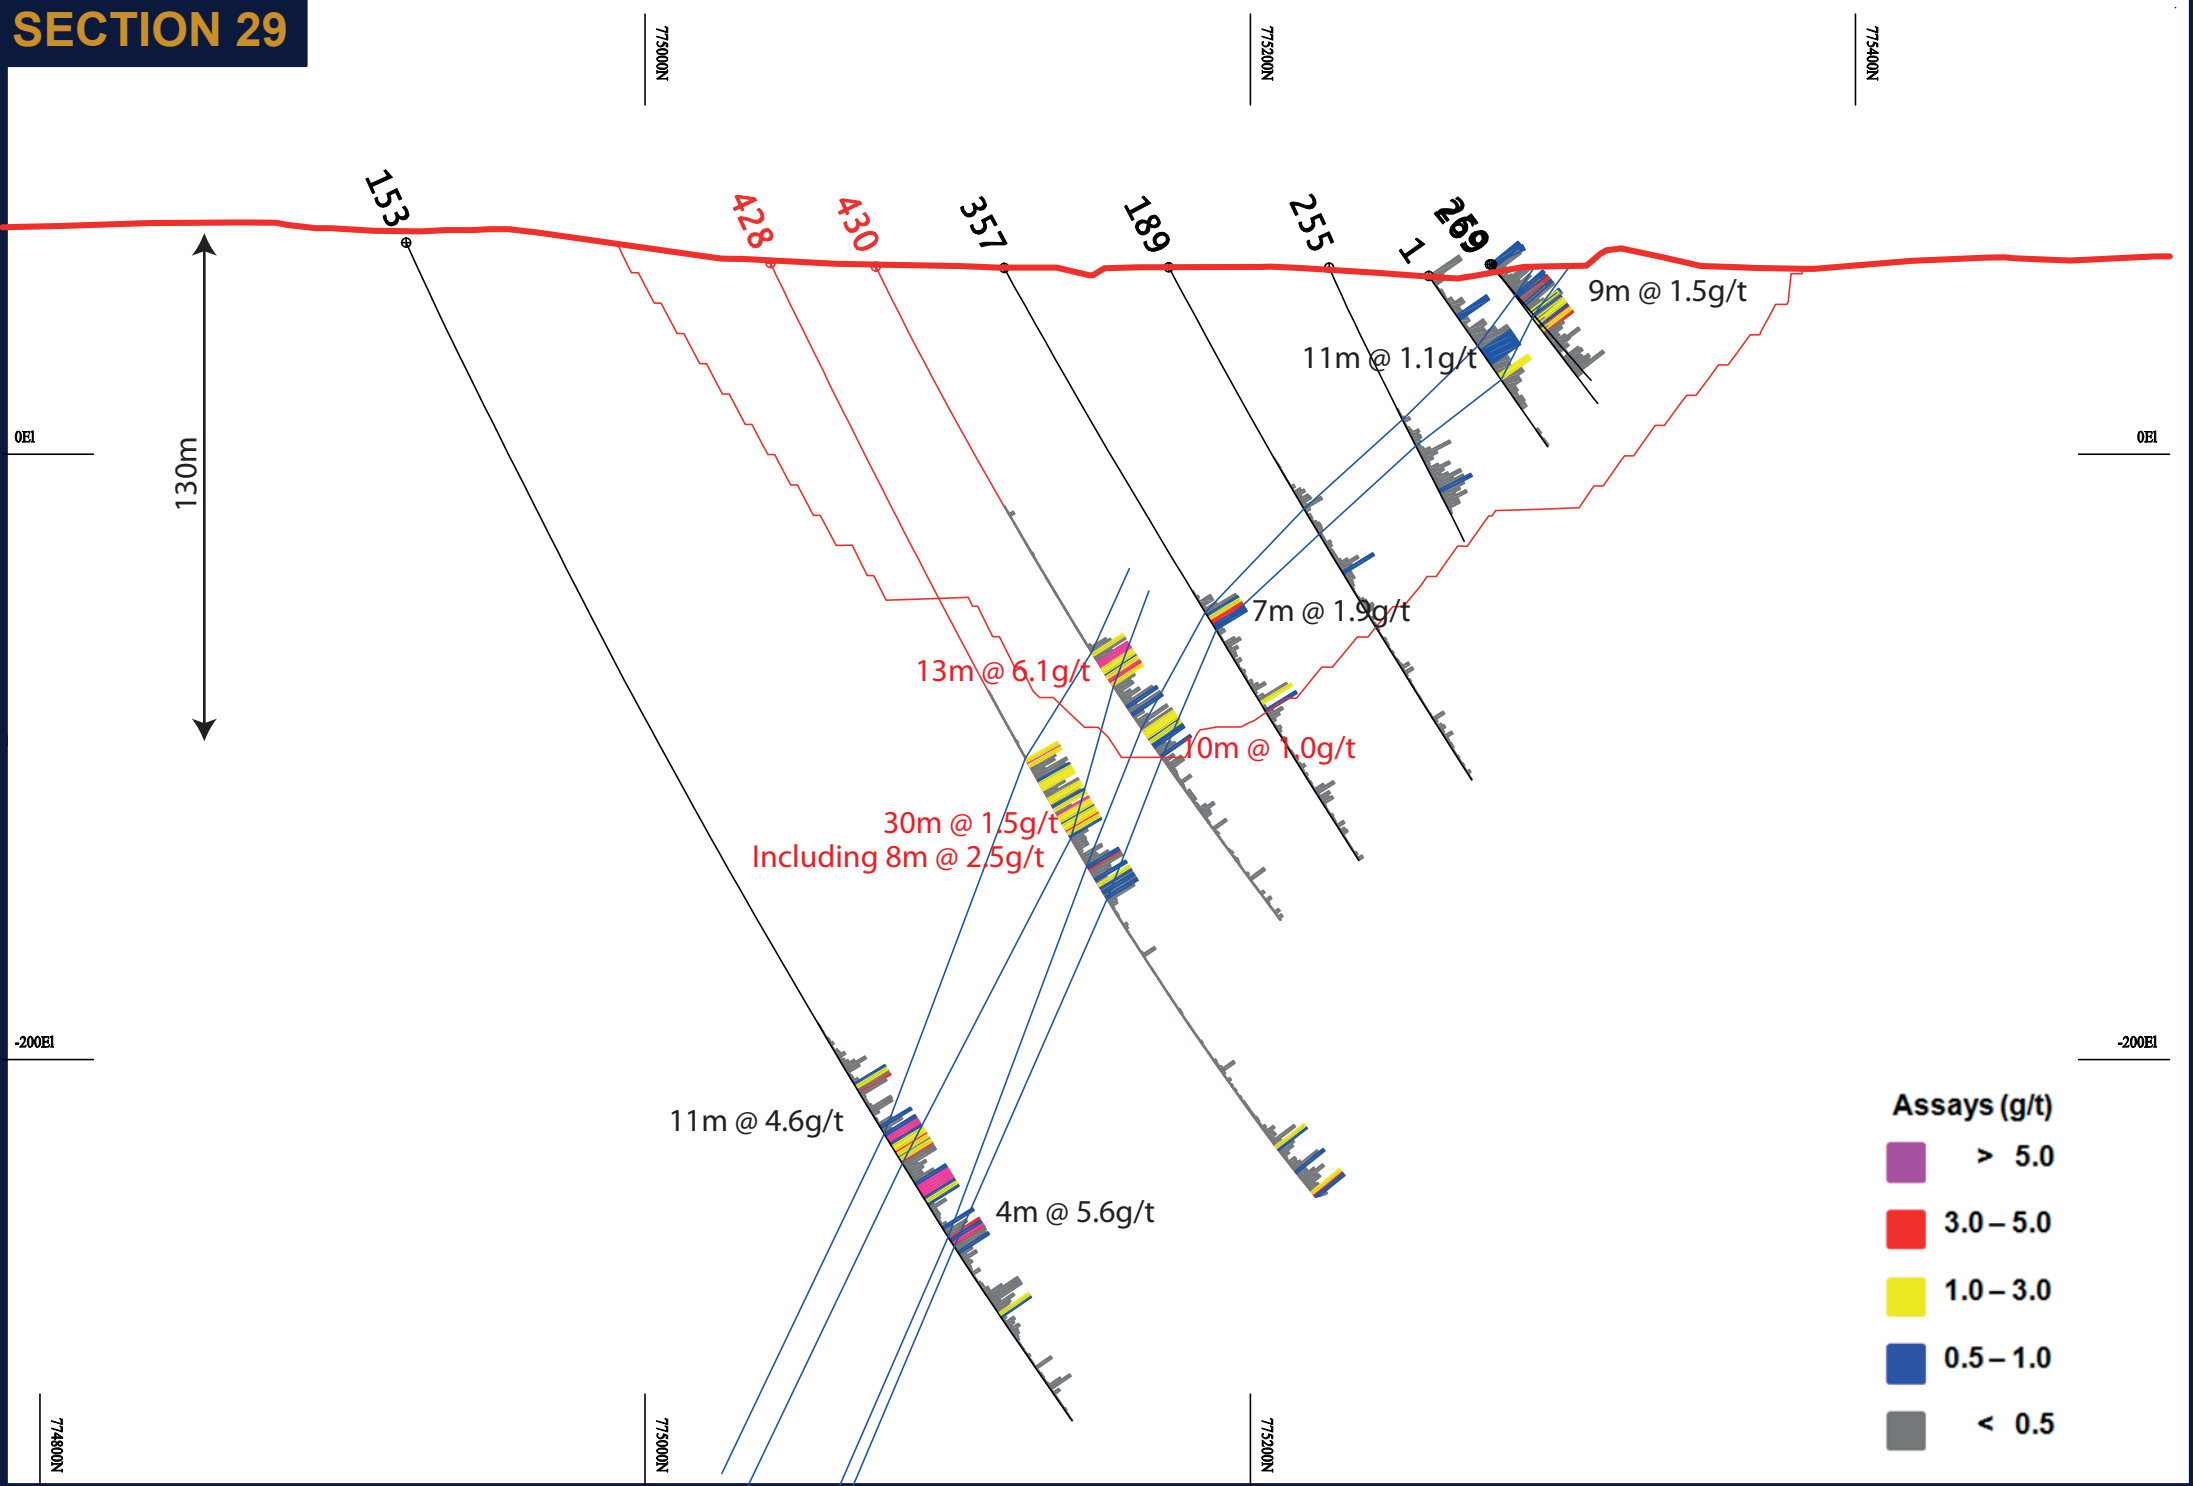 SECTION 29
775000N
775200N
775400N
153
428
430
357
189
255
1
9m @ 1.5g/t
11m @ 1.1g/t
0El
0El
130m
7m @ 1.9g/t
13m @ 6.1g/t
10m @ 1.0g/t
30m @ 1.5g/t
Including 8m @ 2.5g/t
-200El
-200El
11m @ 4.6g/t
4m @ 5.6g/t
Assays (g/t)
> 5.0
3.0 – 5.0
1.0 – 3.0
0.5 – 1.0
< 0.5
774800N
775000N
775200N